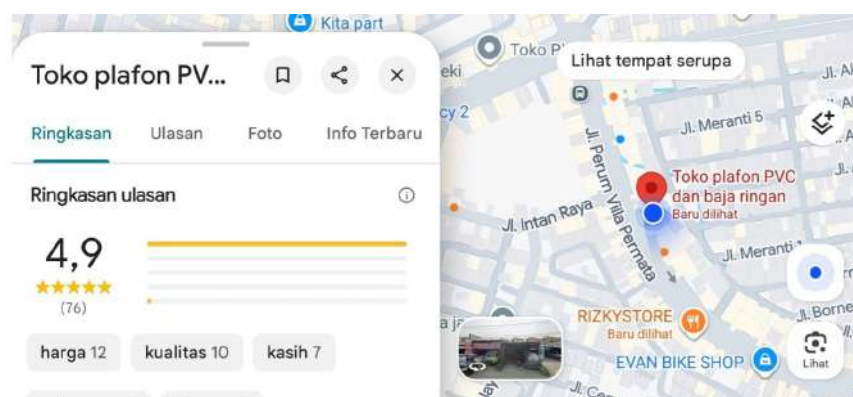 Kita part
Toko plafon PV...
Ringkasan
Ulasan
Foto
Info Terbaru
Ringkasan ulasan
4,9
(76)
harga 12
kualitas 10
kasih 7
Toko P
eki
cy 2
Lihat tempat serupa
Jl. Meranti 5
Jl. Perum Villa Permata
Toko plafon PVC
dan baja ringan
Baru dilihat
Jl. Intan Raya
Jl. Meranti 1
RIZKYSTORE
Baru dilihat
EVAN BIKE SHOP
Jl. Borne
Lihat